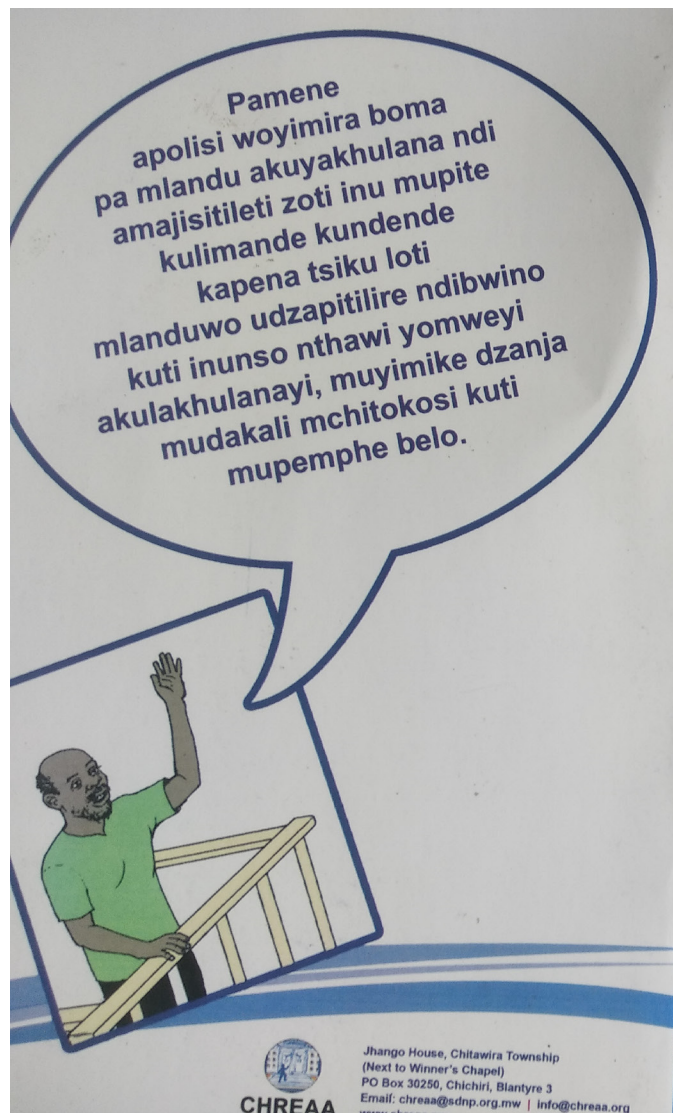 Pamene
apolisi woyimira boma
pa mlandu akuyakhulana ndi
amajisitileti zoti inu mupite
kulimande kundende
kapena tsiku loti
mlanduwo udzapitilire ndibwino
kuti inunso nthawi yomweyi
akulakhulanayi, muyimike dzanja
mudakali mchitokosi kuti
mupemphe belo.
CHREAA
Jhango House, Chitawira Township
(Next to Winner's Chapel)
PO Box 30250, Chichiri, Blantyre 3
Email: chreaa@sdnp.org.mw | info@chreaa.org